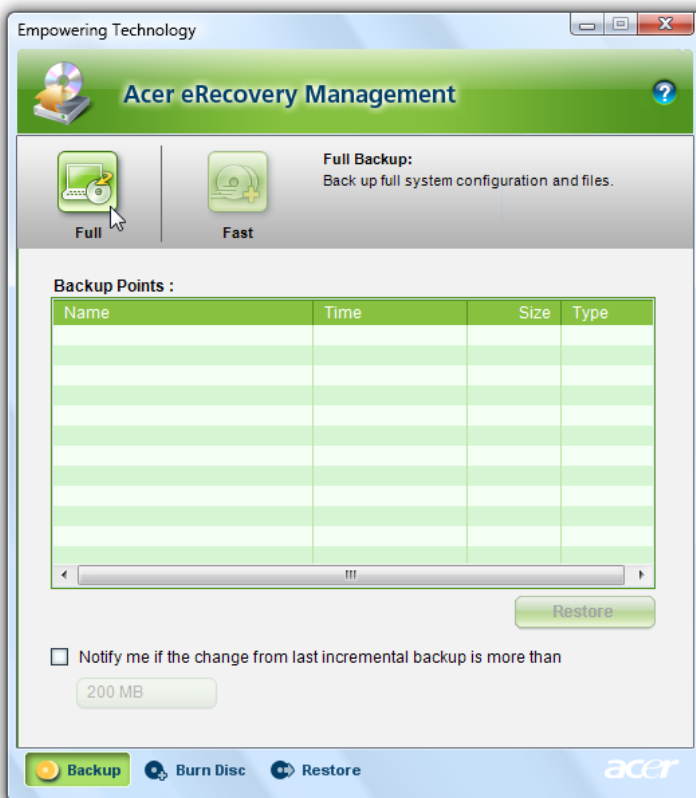 Empowering Technology
Acer eRecovery Management
Full Backup:
Back up full system configuration and files.
Full
Fast
Backup Points :
Name Time Size Type
Restore
Notify me if the change from last incremental backup is more than
200 MB
Backup Burn Disc Restore
acer